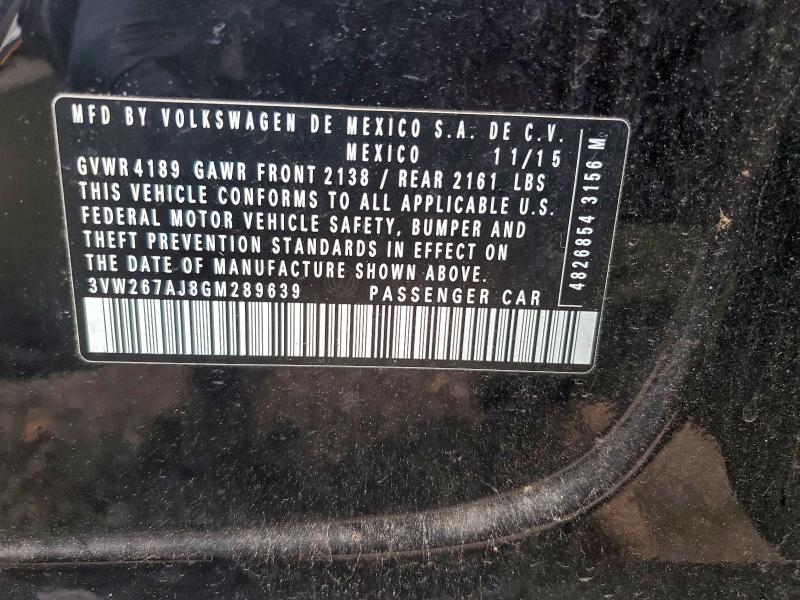 MFD BY VOLKSWAGEN DE MEXICO S.A. DE C.V.
MEXICO 11/15
GVWR 4189 GAWR FRONT 2138 / REAR 2161 LBS
THIS VEHICLE CONFORMS TO ALL APPLICABLE U.S.
FEDERAL MOTOR VEHICLE SAFETY, BUMPER AND
THEFT PREVENTION STANDARDS IN EFFECT ON
THE DATE OF MANUFACTURE SHOWN ABOVE.
3VW267AJ8GM289639 PASSENGER CAR
4826854 3156 M